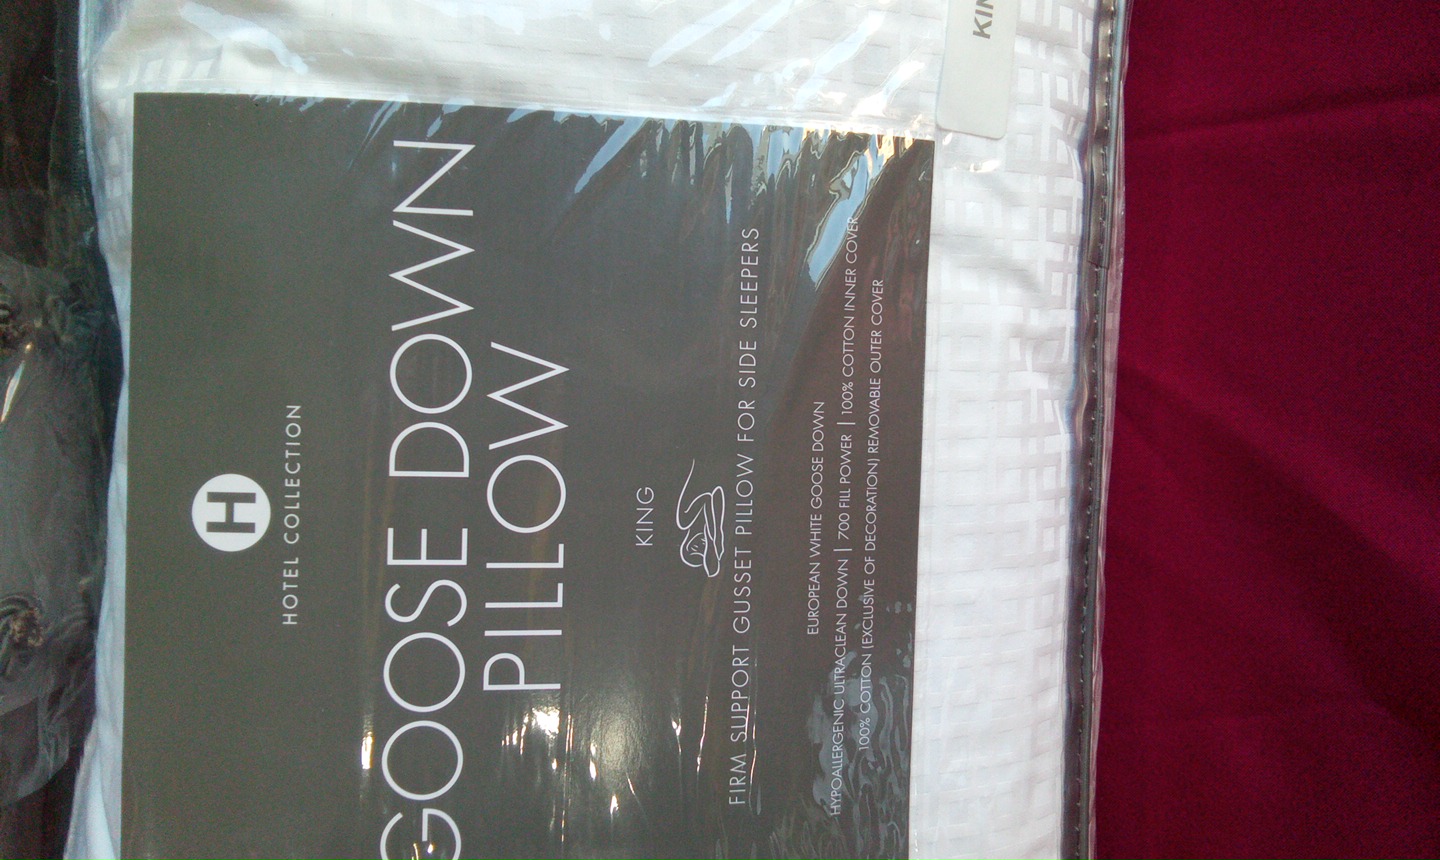 H
HOTEL COLLECTION
GOOSE DOWN
PILLOW
KING
FIRM SUPPORT GUSSET PILLOW FOR SIDE SLEEPERS
EUROPEAN WHITE GOOSE DOWN
HYPOALLERGENIC ULTRACLEAN DOWN | 700 FILL POWER | 100% COTTON INNER COVER
100% COTTON (EXCLUSIVE OF DECORATION) REMOVABLE OUTER COVER